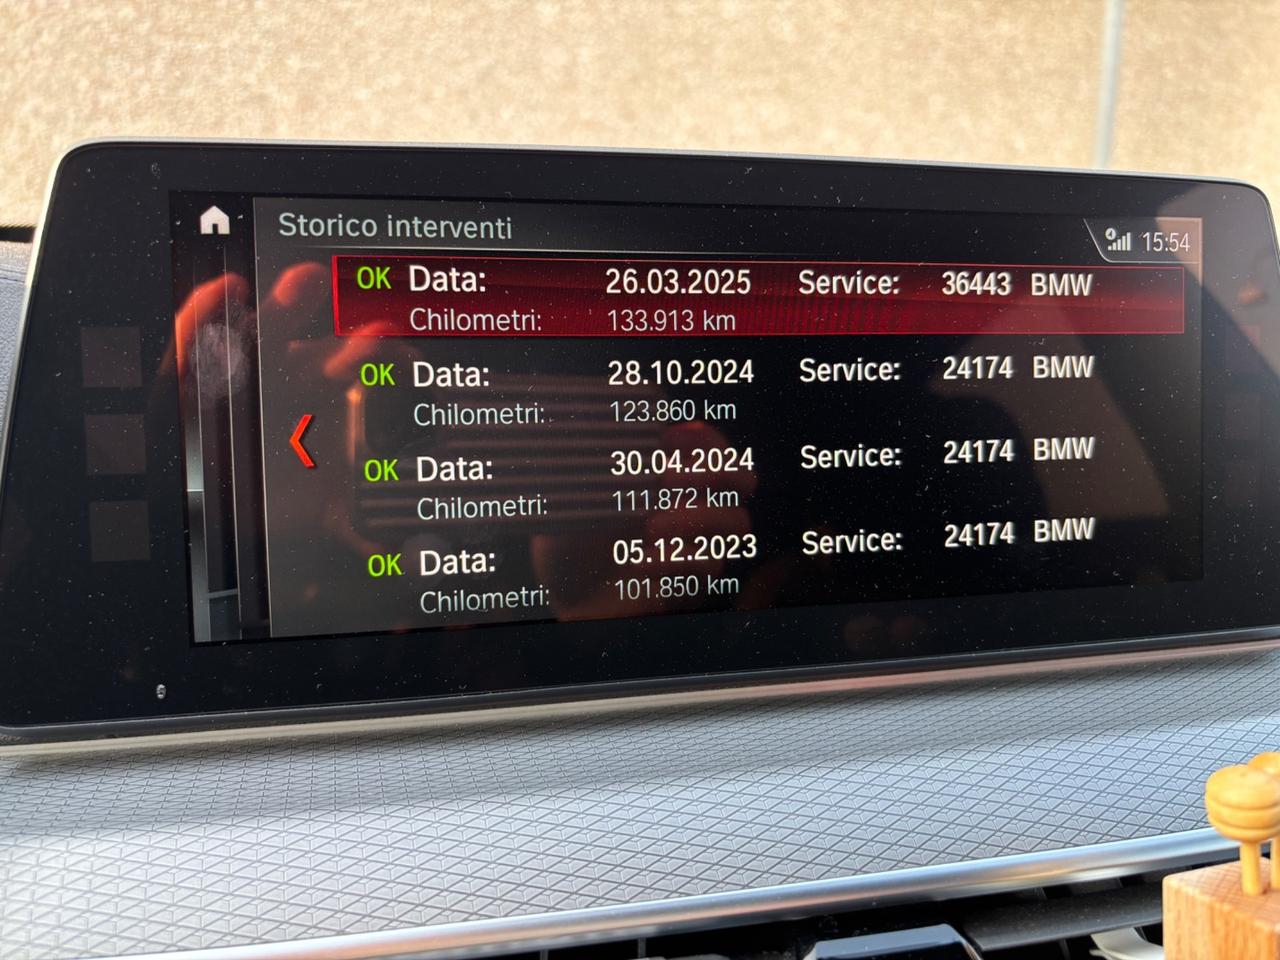 Storico interventi
15:54
OK Data: 26.03.2025 Service: 36443 BMW
Chilometri: 133.913 km
OK Data: 28.10.2024 Service: 24174 BMW
Chilometri: 123.860 km
OK Data: 30.04.2024 Service: 24174 BMW
Chilometri: 111.872 km
OK Data: 05.12.2023 Service: 24174 BMW
Chilometri: 101.850 km